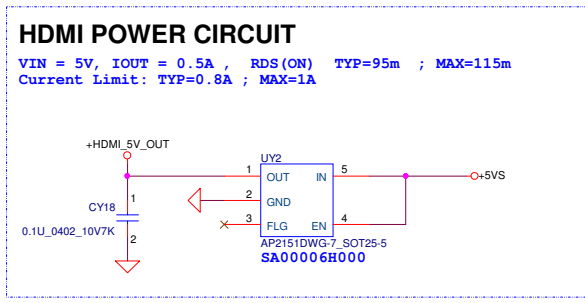 HDMI POWER CIRCUIT
VIN = 5V, IOUT = 0.5A , RDS(ON) TYP=95m ; MAX=115m
Current Limit: TYP=0.8A ; MAX=1A
+HDMI_5V_OUT
UY2
1 OUT IN 5
+5VS
2 GND
3 FLG EN 4
AP2151DWG-7_SOT25-5
SA00006H000
1
CY18
0.1U_0402_10V7K
2